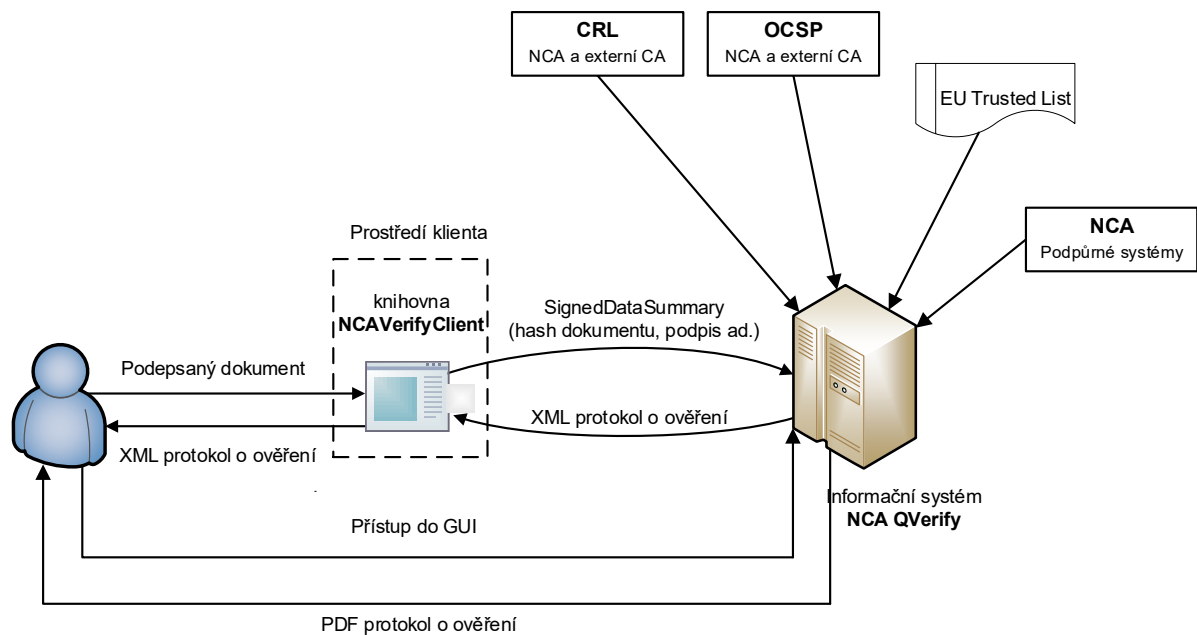 CRL
NCA a externí CA
OCSP
NCA a externí CA
EU Trusted List
NCA
Podpůrné systémy
Prostředí klienta
knihovna
NCAVerifyClient
SignedDataSummary
(hash dokumentu, podpis ad.)
Podepsaný dokument
XML protokol o ověření
XML protokol o ověření
Informační systém
NCA QVerify
Přístup do GUI
PDF protokol o ověření